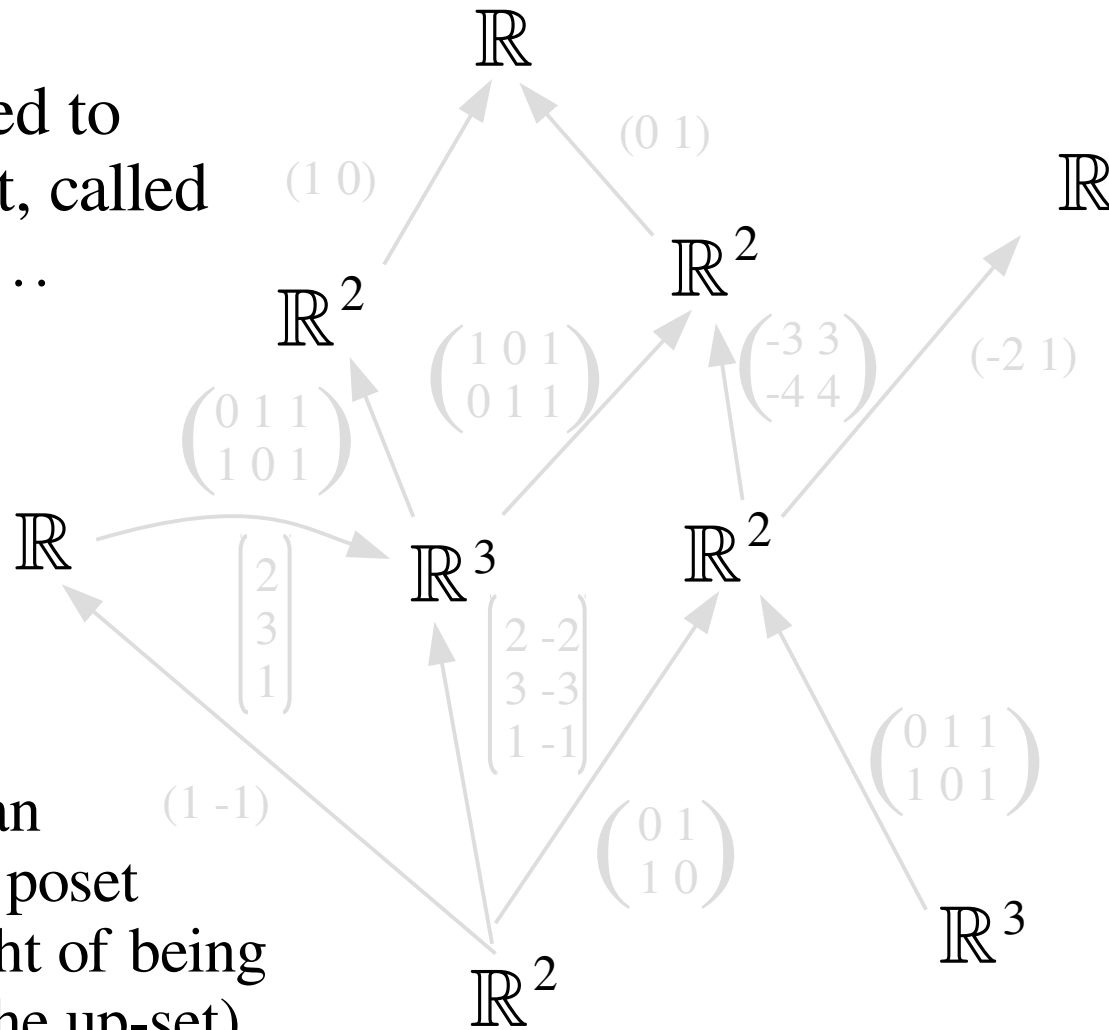 ℝ
ed to
(0 1)
t, called
(1 0)
ℝ
ℝ²
. .
ℝ²
(1 0 1
0 1 1)
(-3 3
-4 4)
(-2 1)
(0 1 1
1 0 1)
ℝ
ℝ³
ℝ²
(2
3
1)
(2 -2
3 -3
1 -1)
(0 1 1
1 0 1)
an
(1 -1)
(0 1
1 0)
poset
ht of being
ℝ³
ℝ²
he up-set)